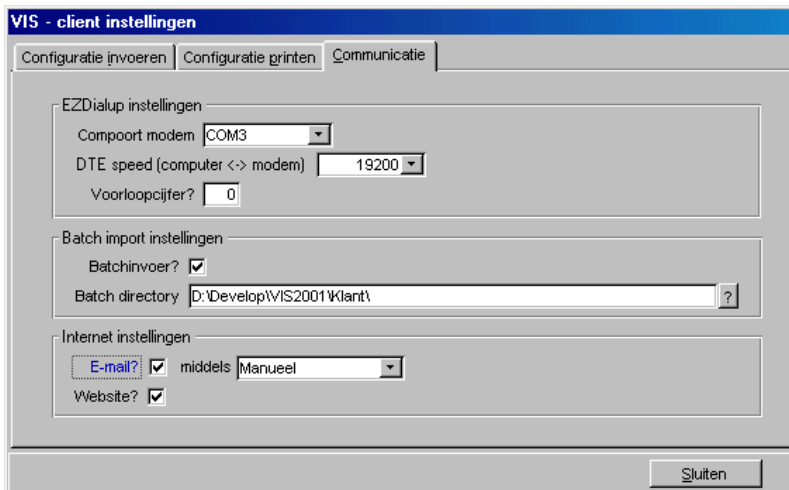 VIS - client instellingen
Configuratie invoeren Configuratie printen Communicatie
EZDialup instellingen
Compoort modem COM3
DTE speed (computer <-> modem) 19200
Voorloopcijfer? 0
Batch import instellingen
Batchinvoer?
Batch directory D:\Develop\VIS2001\Klant\ ?
Internet instellingen
E-mail? middels Manueel
Website?
Sluiten